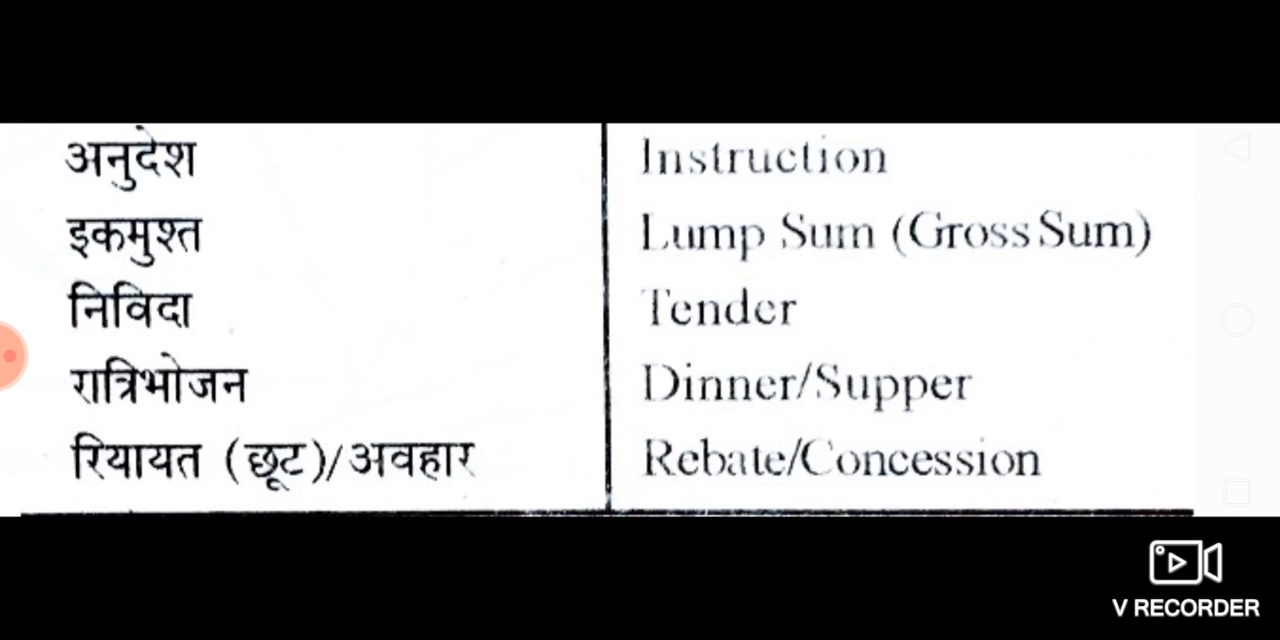 अनुदेश Instruction
इकमुश्त Lump Sum (Gross Sum)
निविदा Tender
रात्रिभोजन Dinner/Supper
रियायत (छूट)/अवहार Rebate/Concession
V RECORDER